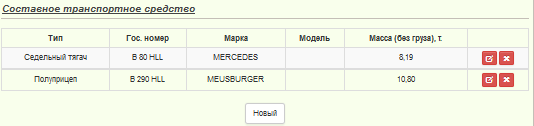 Составное транспортное средство
Тип Гос. номер Марка Модель Масса (без груза), т.
Седельный тягач B 80 HLL MERCEDES 8,19
Полуприцеп B 290 HLL MEUSBURGER 10,80
Новый